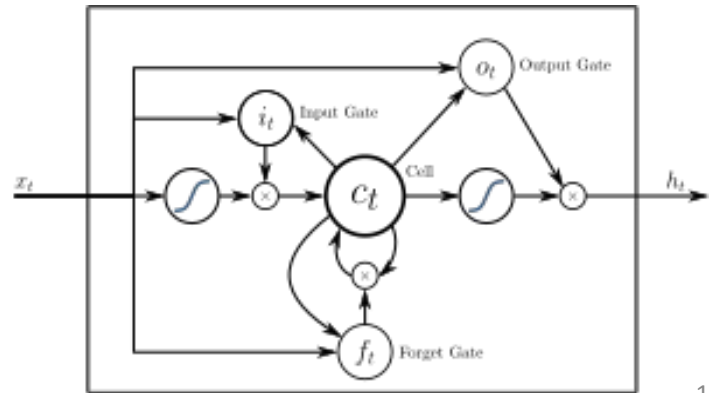 o_t Output Gate
i_t Input Gate
x_t
×
Cell
c_t
×
h_t
×
f_t Forget Gate
1